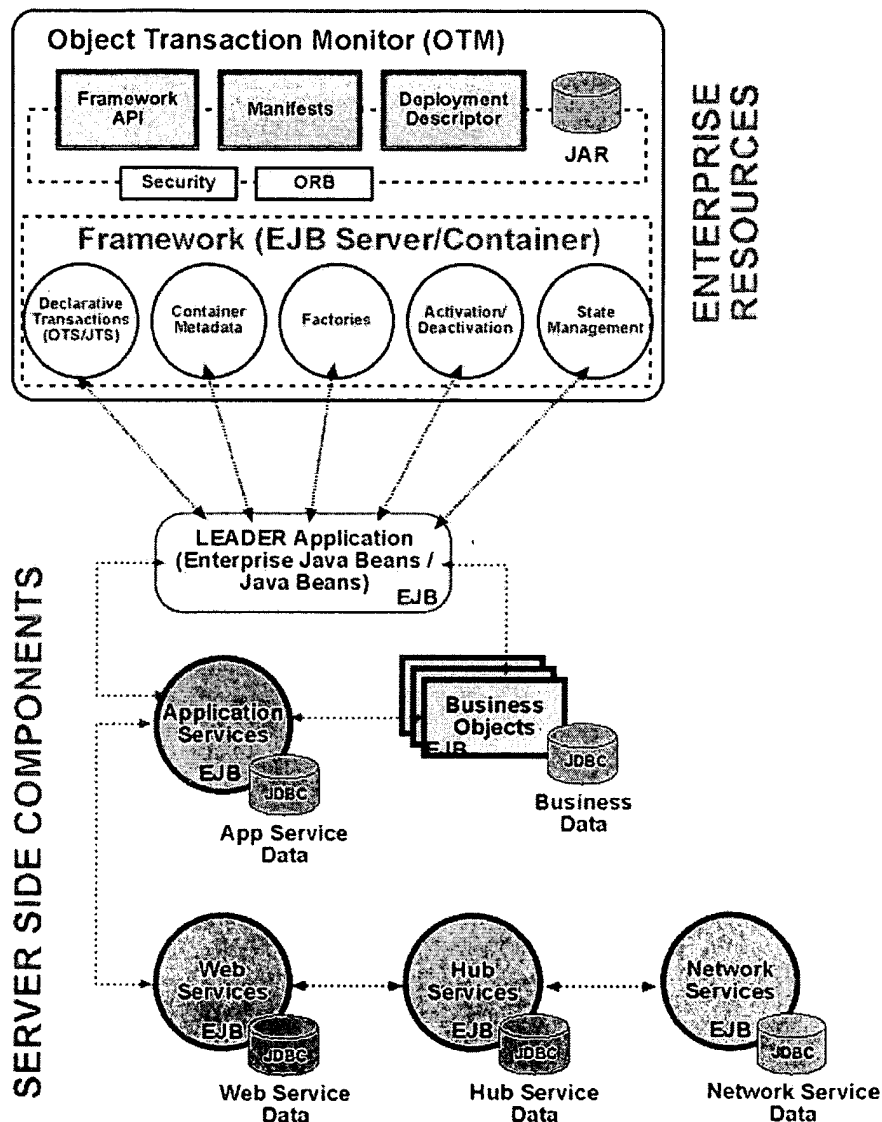 Object Transaction Monitor (OTM)
Framework
API
Manifests
Deployment
Descriptor
JAR
Security
ORB
Framework (EJB Server/Container)
Declarative
Transactions
(OTS/JTS)
Container
Metadata
Factories
Activation/
Deactivation
State
Management
ENTERPRISE
RESOURCES
LEADER Application
(Enterprise Java Beans /
Java Beans)
EJB
SERVER SIDE COMPONENTS
Application
Services
EJB
JDBC
App Service
Data
Business
Objects
EJB
JDBC
Business
Data
Web
Services
EJB
JDBC
Web Service
Data
Hub
Services
EJB
JDBC
Hub Service
Data
Network
Services
EJB
JDBC
Network Service
Data